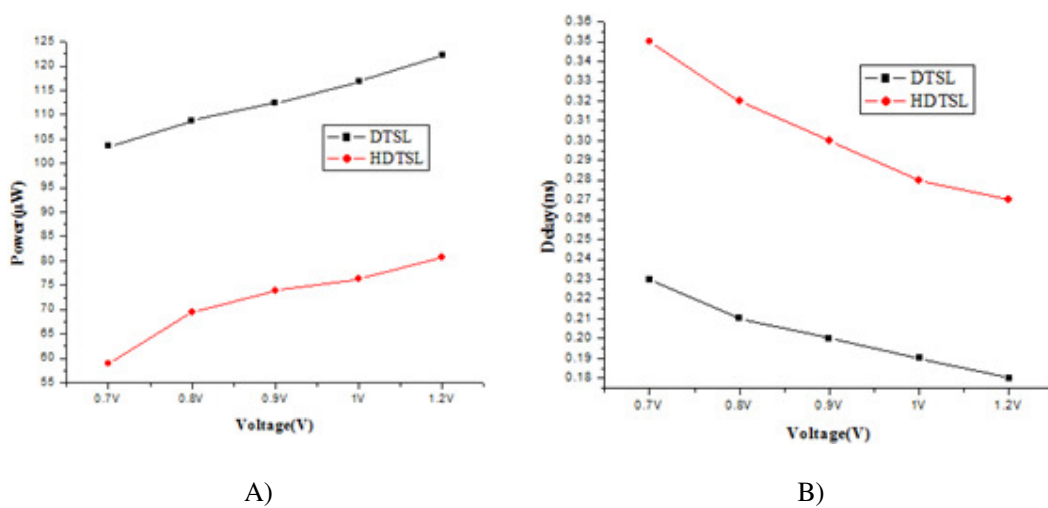 125
120
115
110
105
100
95
90
85
80
75
70
65
60
55
Power(µW)
DTSL
HDTSL
0.7V 0.8V 0.9V 1V 1.2V
Voltage(V)
A)
0.36
0.35
0.34
0.33
0.32
0.31
0.30
0.29
0.28
0.27
0.26
0.25
0.24
0.23
0.22
0.21
0.20
0.19
0.18
Delay(ns)
DTSL
HDTSL
0.7V 0.8V 0.9V 1V 1.2V
Voltage(V)
B)